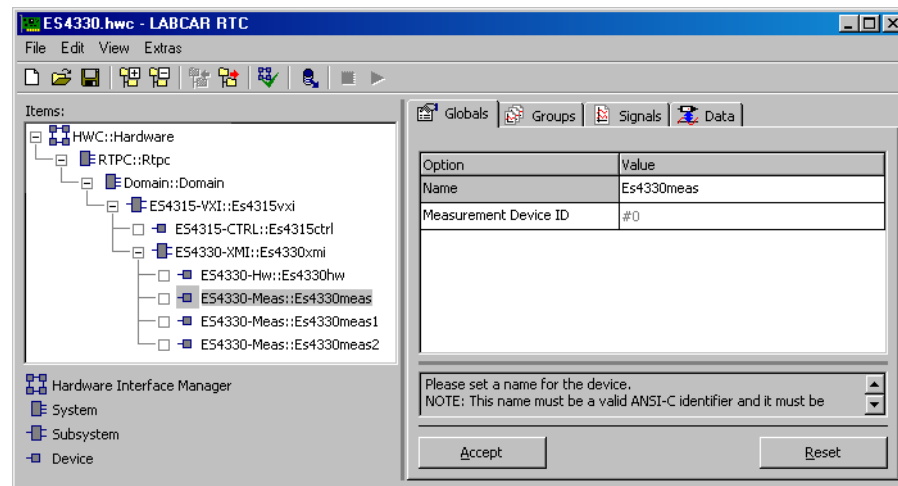 ES4330.hwc - LABCAR RTC
File Edit View Extras
Items:
HWC::Hardware
RTPC::Rtpc
Domain::Domain
ES4315-VXI::Es4315vxi
ES4315-CTRL::Es4315ctrl
ES4330-XMI::Es4330xmi
ES4330-Hw::Es4330hw
ES4330-Meas::Es4330meas
ES4330-Meas::Es4330meas1
ES4330-Meas::Es4330meas2
Hardware Interface Manager
System
Subsystem
Device
Globals Groups Signals Data
Option Value
Name Es4330meas
Measurement Device ID #0
Please set a name for the device.
NOTE: This name must be a valid ANSI-C identifier and it must be
Accept Reset